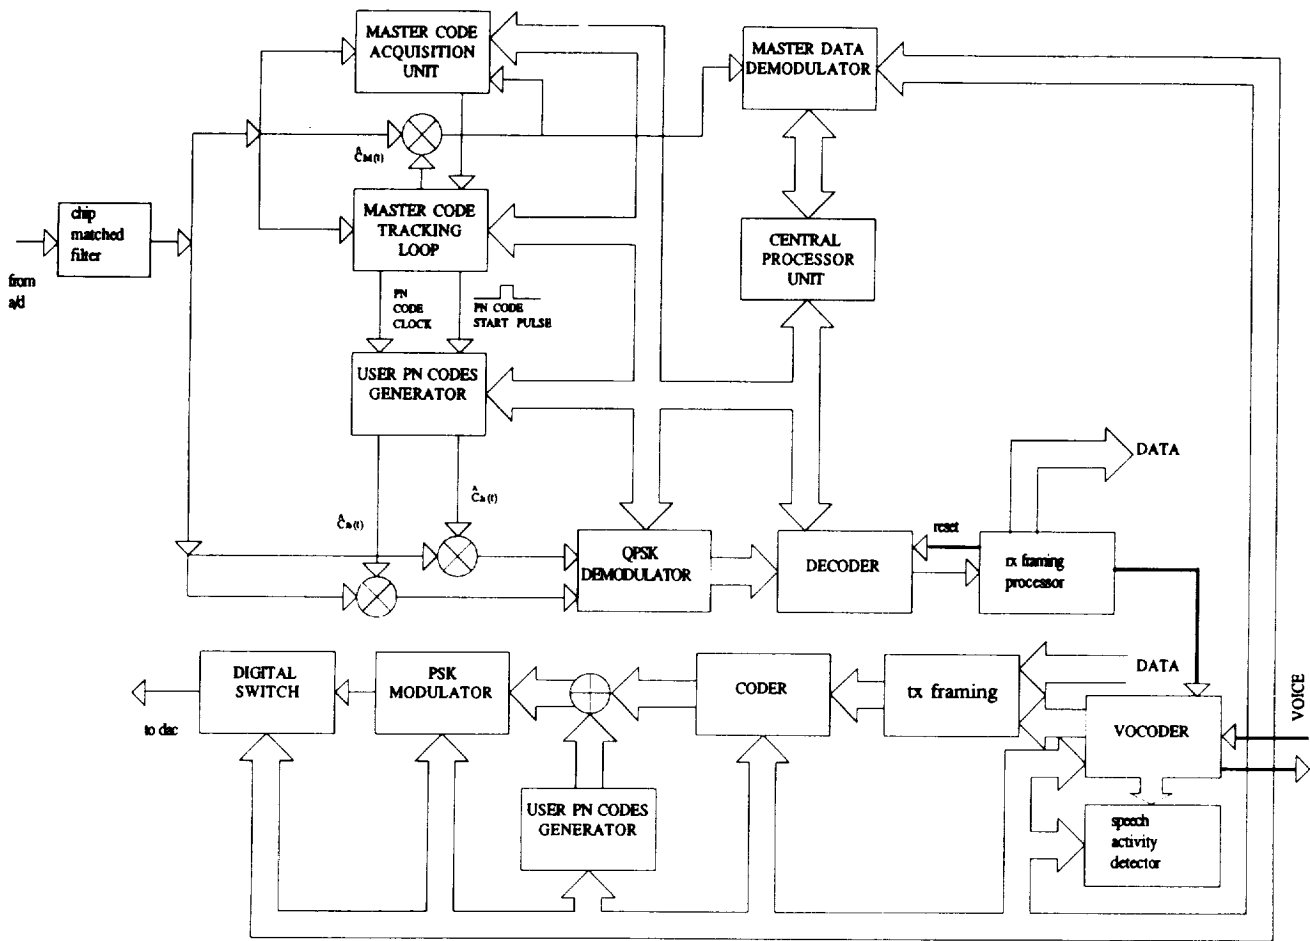 MASTER CODE
ACQUISITION
UNIT
MASTER DATA
DEMODULATOR
chip
matched
filter
from
a/d
MASTER CODE
TRACKING
LOOP
CENTRAL
PROCESSOR
UNIT
PN
CODE
CLOCK
PN CODE
START PULSE
USER PN CODES
GENERATOR
DATA
reset
QPSK
DEMODULATOR
DECODER
rx framing
processor
DIGITAL
SWITCH
PSK
MODULATOR
CODER
tx framing
DATA
VOCODER
VOICE
to dac
USER PN CODES
GENERATOR
speech
activity
detector